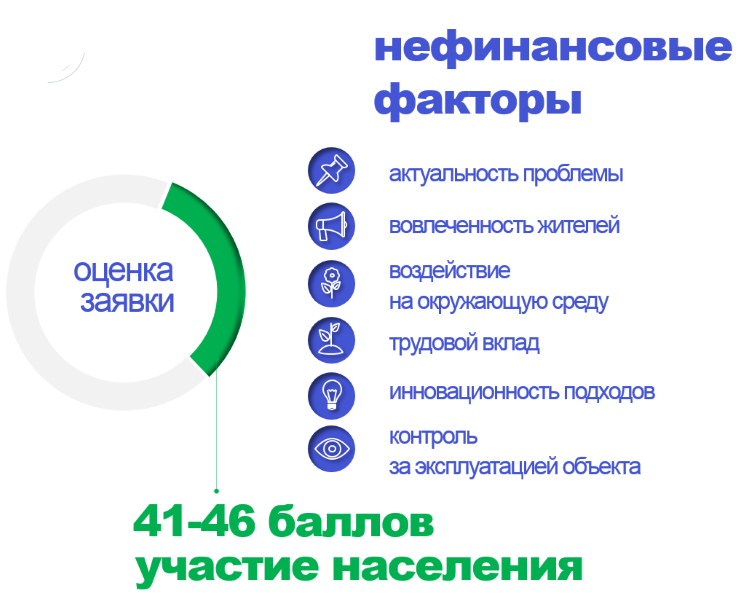 нефинансовые
факторы
актуальность проблемы
вовлеченность жителей
воздействие
на окружающую среду
трудовой вклад
инновационность подходов
контроль
за эксплуатацией объекта
оценка
заявки
41-46 баллов
участие населения